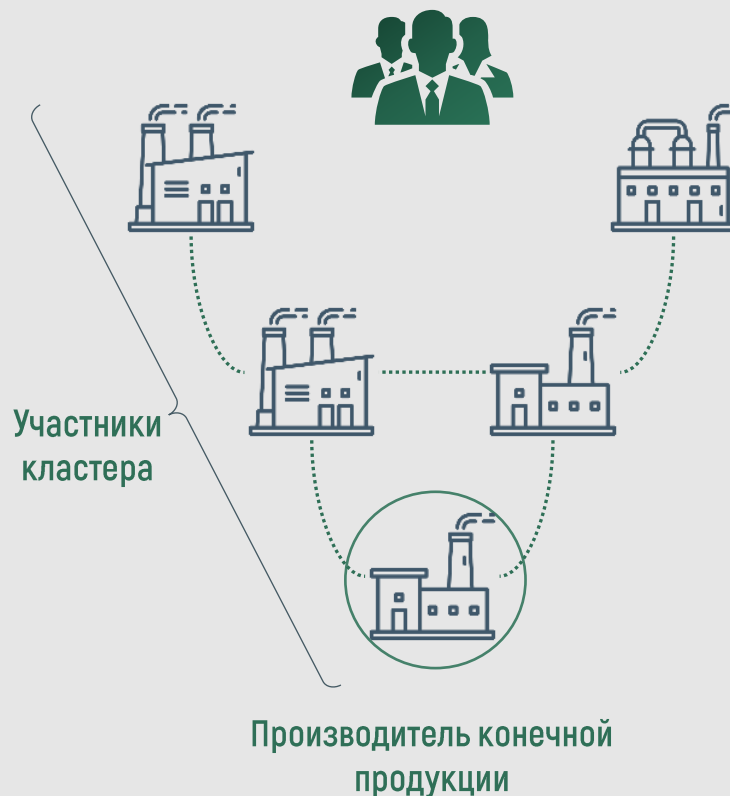 Участники
кластера
Производитель конечной
продукции